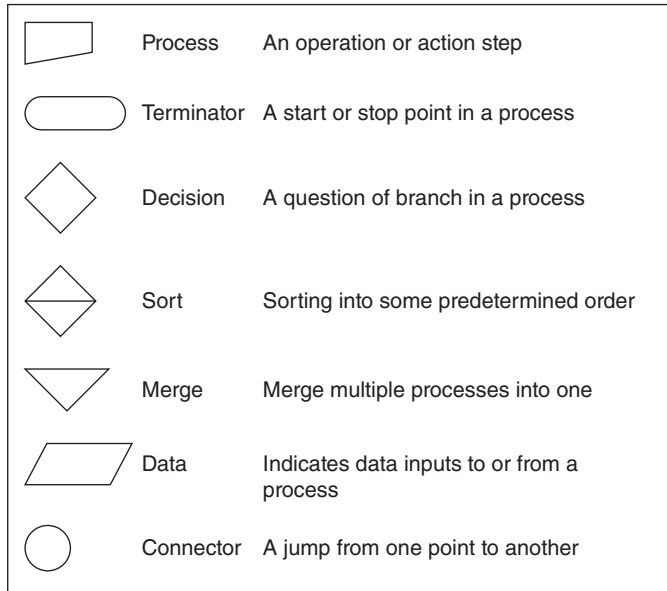 Process An operation or action step
Terminator A start or stop point in a process
Decision A question of branch in a process
Sort Sorting into some predetermined order
Merge Merge multiple processes into one
Data Indicates data inputs to or from a
process
Connector A jump from one point to another